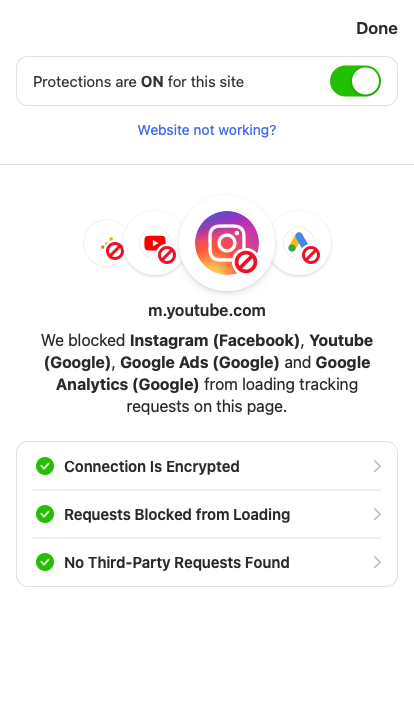 Done
Protections are ON for this site
Website not working?
m.youtube.com
We blocked Instagram (Facebook), Youtube
(Google), Google Ads (Google) and Google
Analytics (Google) from loading tracking
requests on this page.
Connection Is Encrypted
Requests Blocked from Loading
No Third-Party Requests Found